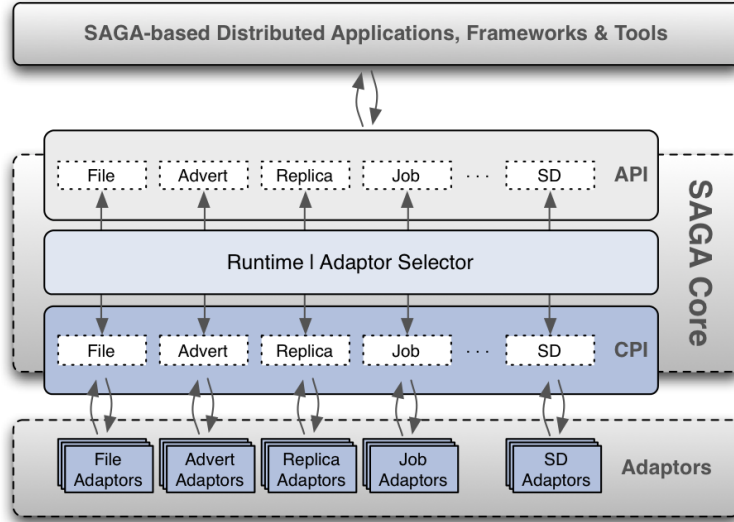 SAGA-based Distributed Applications, Frameworks & Tools
File Advert Replica Job . . . SD API
Runtime | Adaptor Selector
SAGA Core
File Advert Replica Job . . . SD CPI
File Adaptors
Advert Adaptors
Replica Adaptors
Job Adaptors
SD Adaptors
Adaptors